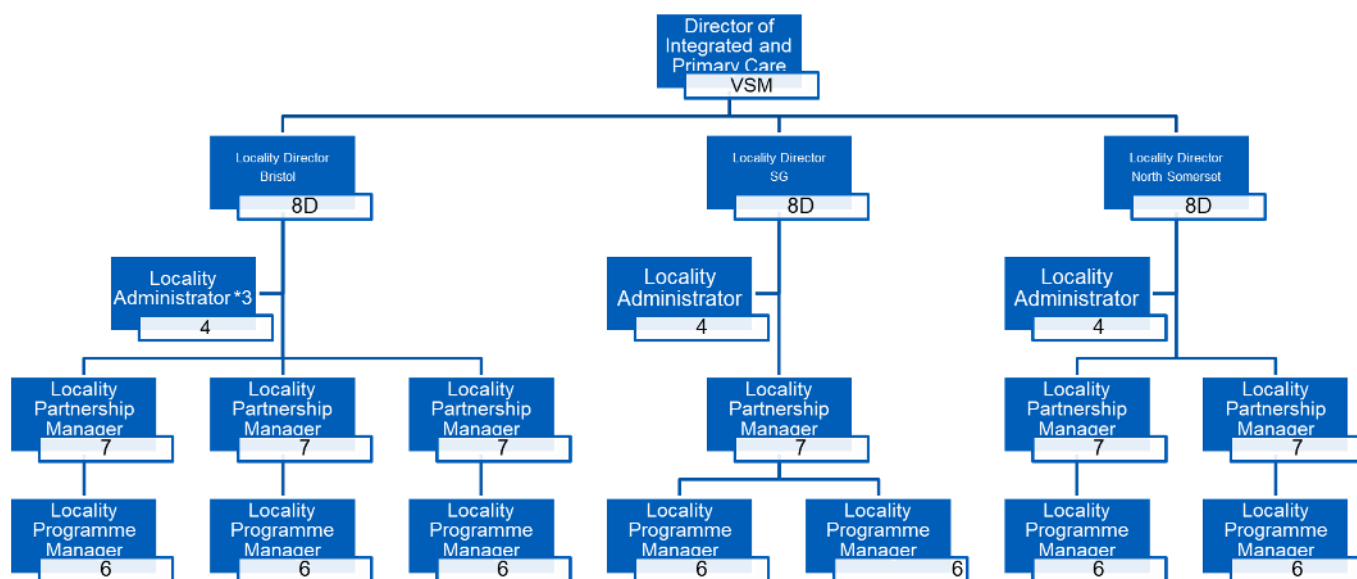 Director of
Integrated and
Primary Care
VSM
Locality Director
Bristol
8D
Locality Director
SG
8D
Locality Director
North Somerset
8D
Locality
Administrator *3
4
Locality
Administrator
4
Locality
Administrator
4
Locality
Partnership
Manager
7
Locality
Partnership
Manager
7
Locality
Partnership
Manager
7
Locality
Partnership
Manager
7
Locality
Partnership
Manager
7
Locality
Partnership
Manager
7
Locality
Programme
Manager
6
Locality
Programme
Manager
6
Locality
Programme
Manager
6
Locality
Programme
Manager
6
Locality
Programme
Manager
6
Locality
Programme
Manager
6
Locality
Programme
Manager
6